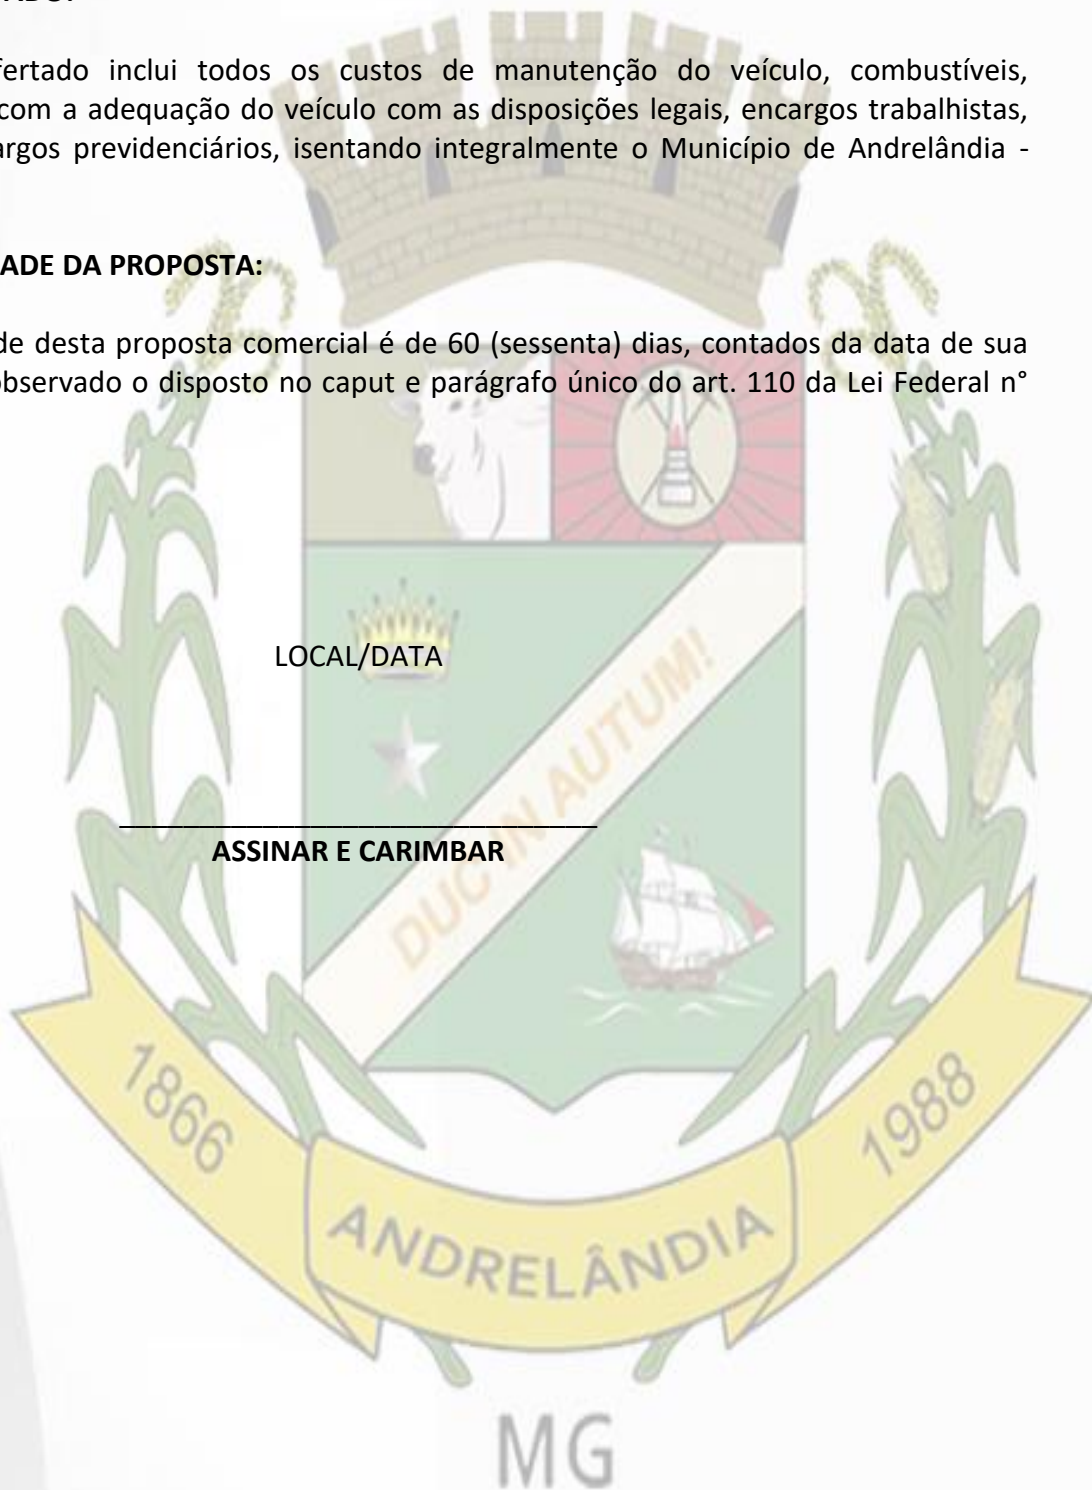 fertado inclui todos os custos de manutenção do veículo, combustíveis,
com a adequação do veículo com as disposições legais, encargos trabalhistas,
argos previdenciários, isentando integralmente o Município de Andrelândia -
ADE DA PROPOSTA:
de desta proposta comercial é de 60 (sessenta) dias, contados da data de sua
observado o disposto no caput e parágrafo único do art. 110 da Lei Federal n°
LOCAL/DATA
ASSINAR E CARIMBAR
DUC IN AUTUM!
1866
ANDRELÂNDIA
1988
MG